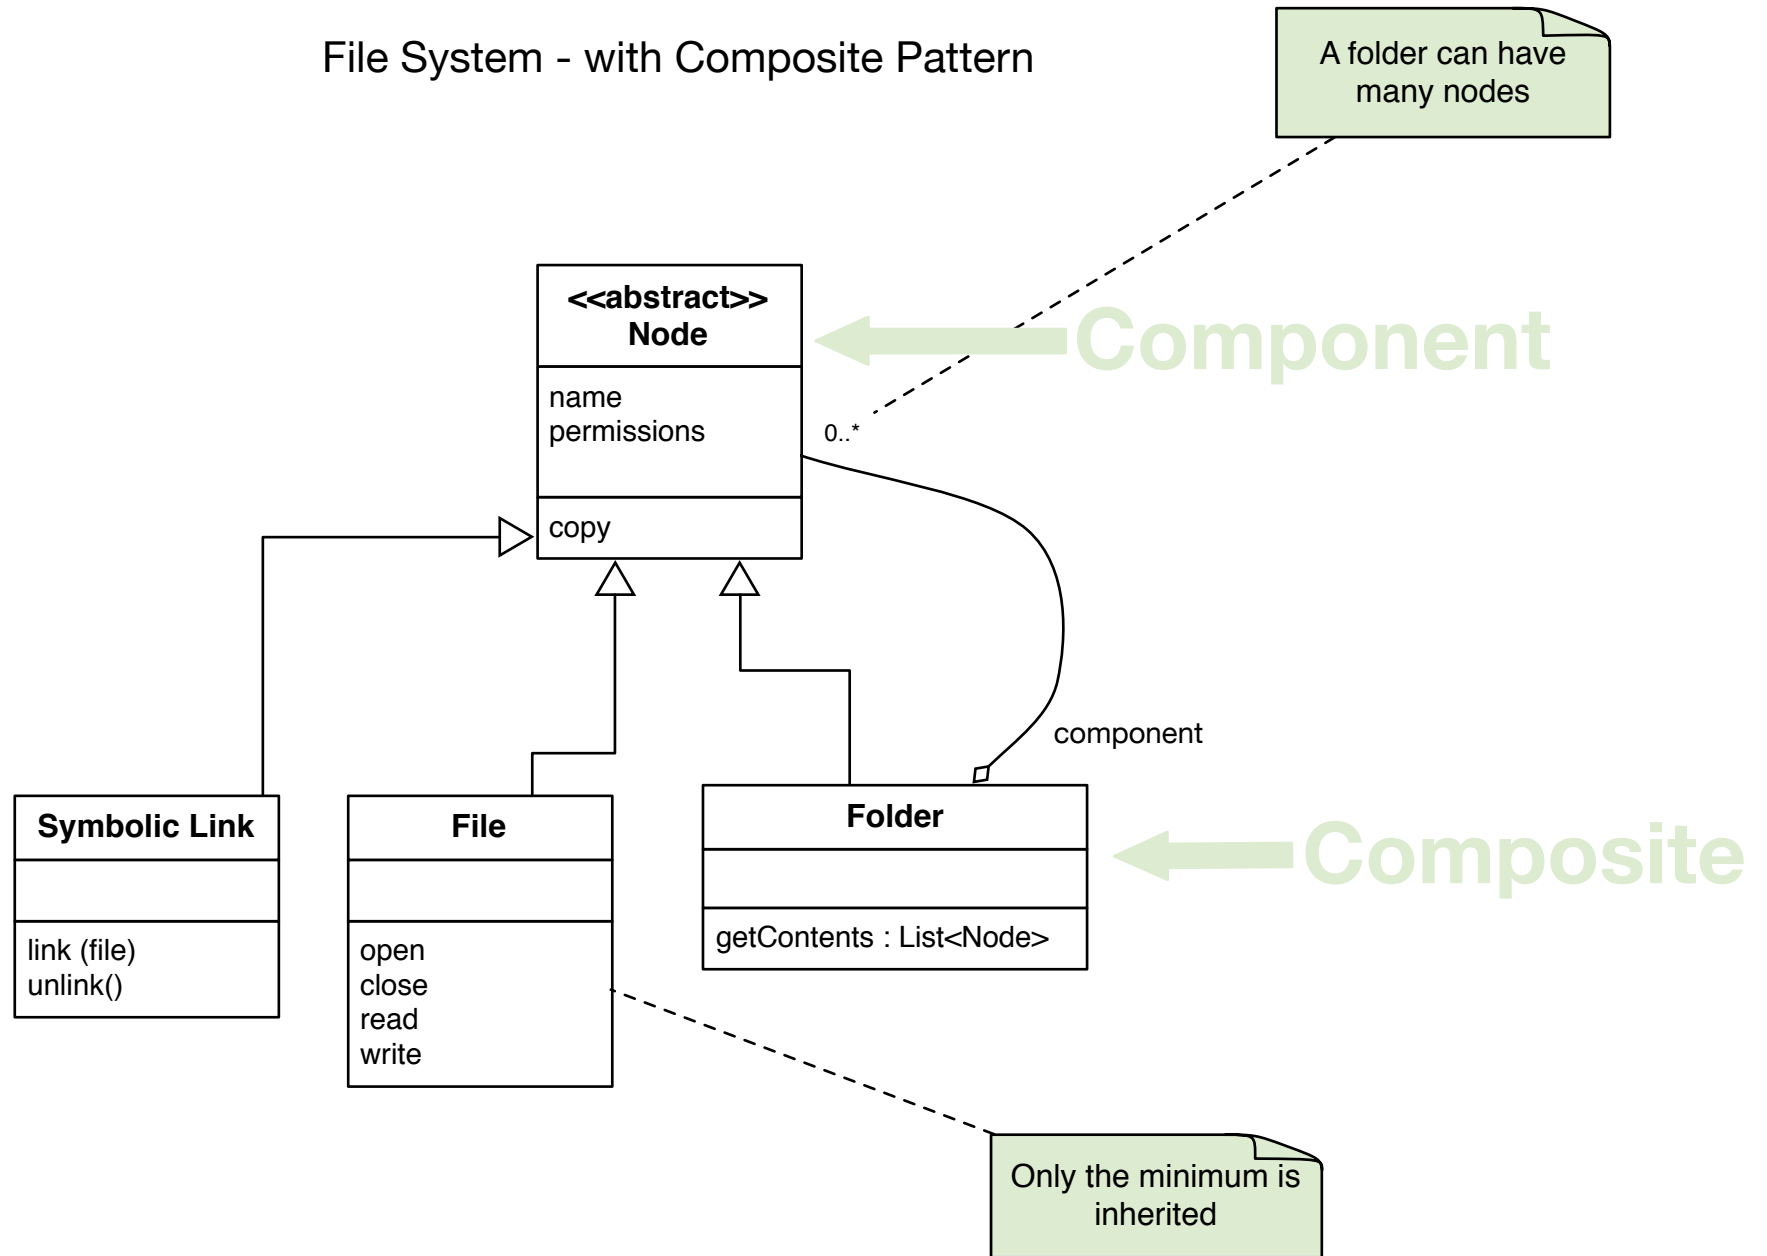 File System - with Composite Pattern
A folder can have
many nodes
<<abstract>>
Node
Component
name
permissions
0..*
copy
component
Symbolic Link
File
Folder
Composite
link (file)
unlink()
open
close
read
write
getContents : List<Node>
Only the minimum is
inherited